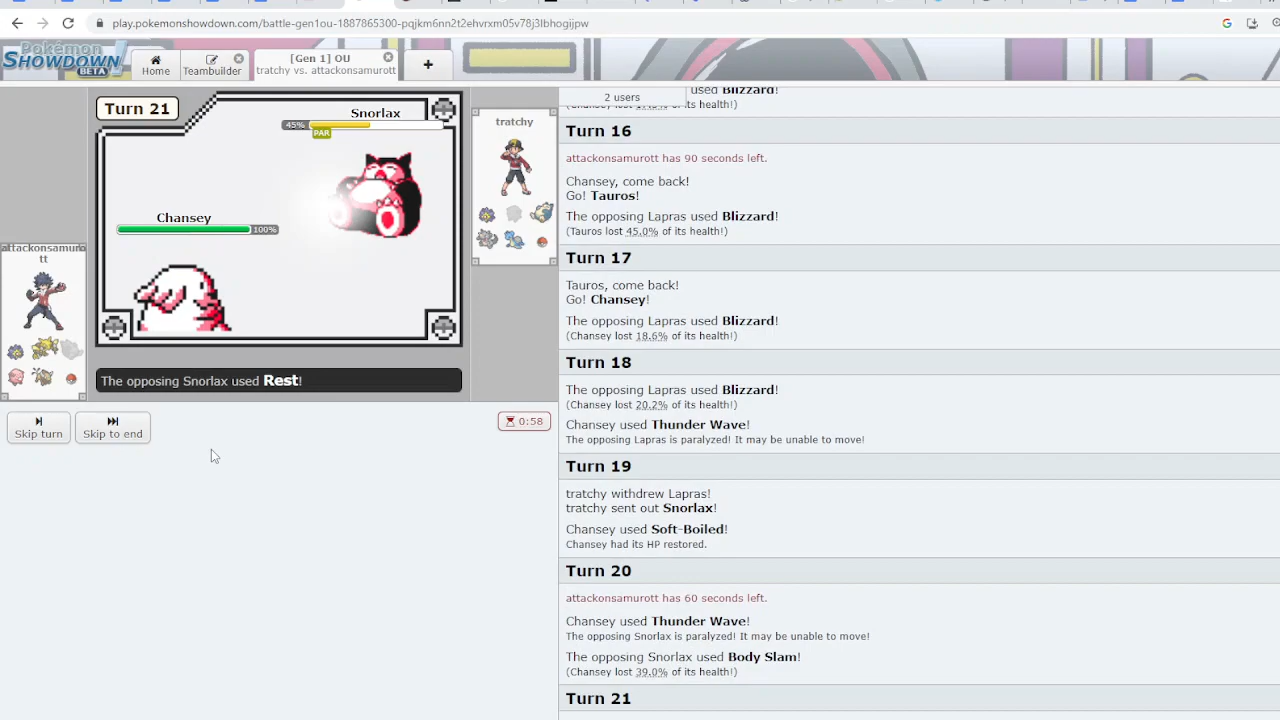 play.pokemonshowdown.com/battle-gen1ou-1887865300-pqjkm6nn2t2ehvrxm05v78j3lbhogijpw
Pokémon
SHOWDOWN!
BETA
Home
Teambuilder
[Gen 1] OU
tratchy vs. attackonsamurott
+
Turn 21
Snorlax
45%
PAR
Chansey
100%
tratchy
attackonsamuro
tt
The opposing Snorlax used Rest!
Skip turn
Skip to end
0:58
2 users
used Blizzard!
Turn 16
attackonsamurott has 90 seconds left.
Chansey, come back!
Go! Tauros!
The opposing Lapras used Blizzard!
(Tauros lost 45.0% of its health!)
Turn 17
Tauros, come back!
Go! Chansey!
The opposing Lapras used Blizzard!
(Chansey lost 18.6% of its health!)
Turn 18
The opposing Lapras used Blizzard!
(Chansey lost 20.2% of its health!)
Chansey used Thunder Wave!
The opposing Lapras is paralyzed! It may be unable to move!
Turn 19
tratchy withdrew Lapras!
tratchy sent out Snorlax!
Chansey used Soft-Boiled!
Chansey had its HP restored.
Turn 20
attackonsamurott has 60 seconds left.
Chansey used Thunder Wave!
The opposing Snorlax is paralyzed! It may be unable to move!
The opposing Snorlax used Body Slam!
(Chansey lost 39.0% of its health!)
Turn 21